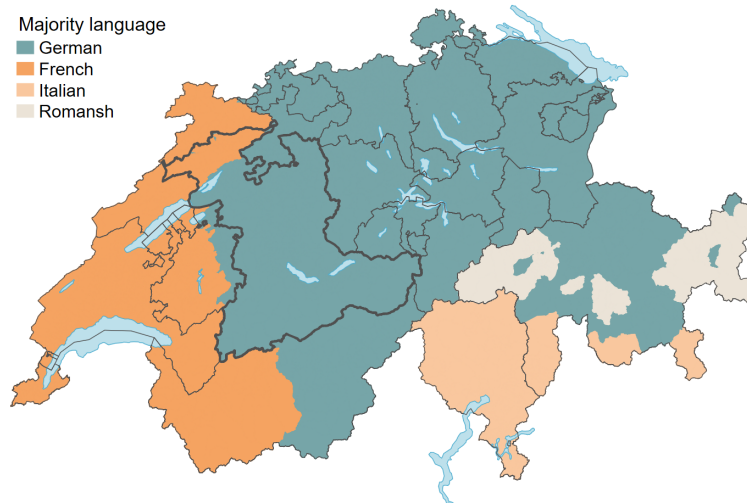 Majority language
German
French
Italian
Romansh